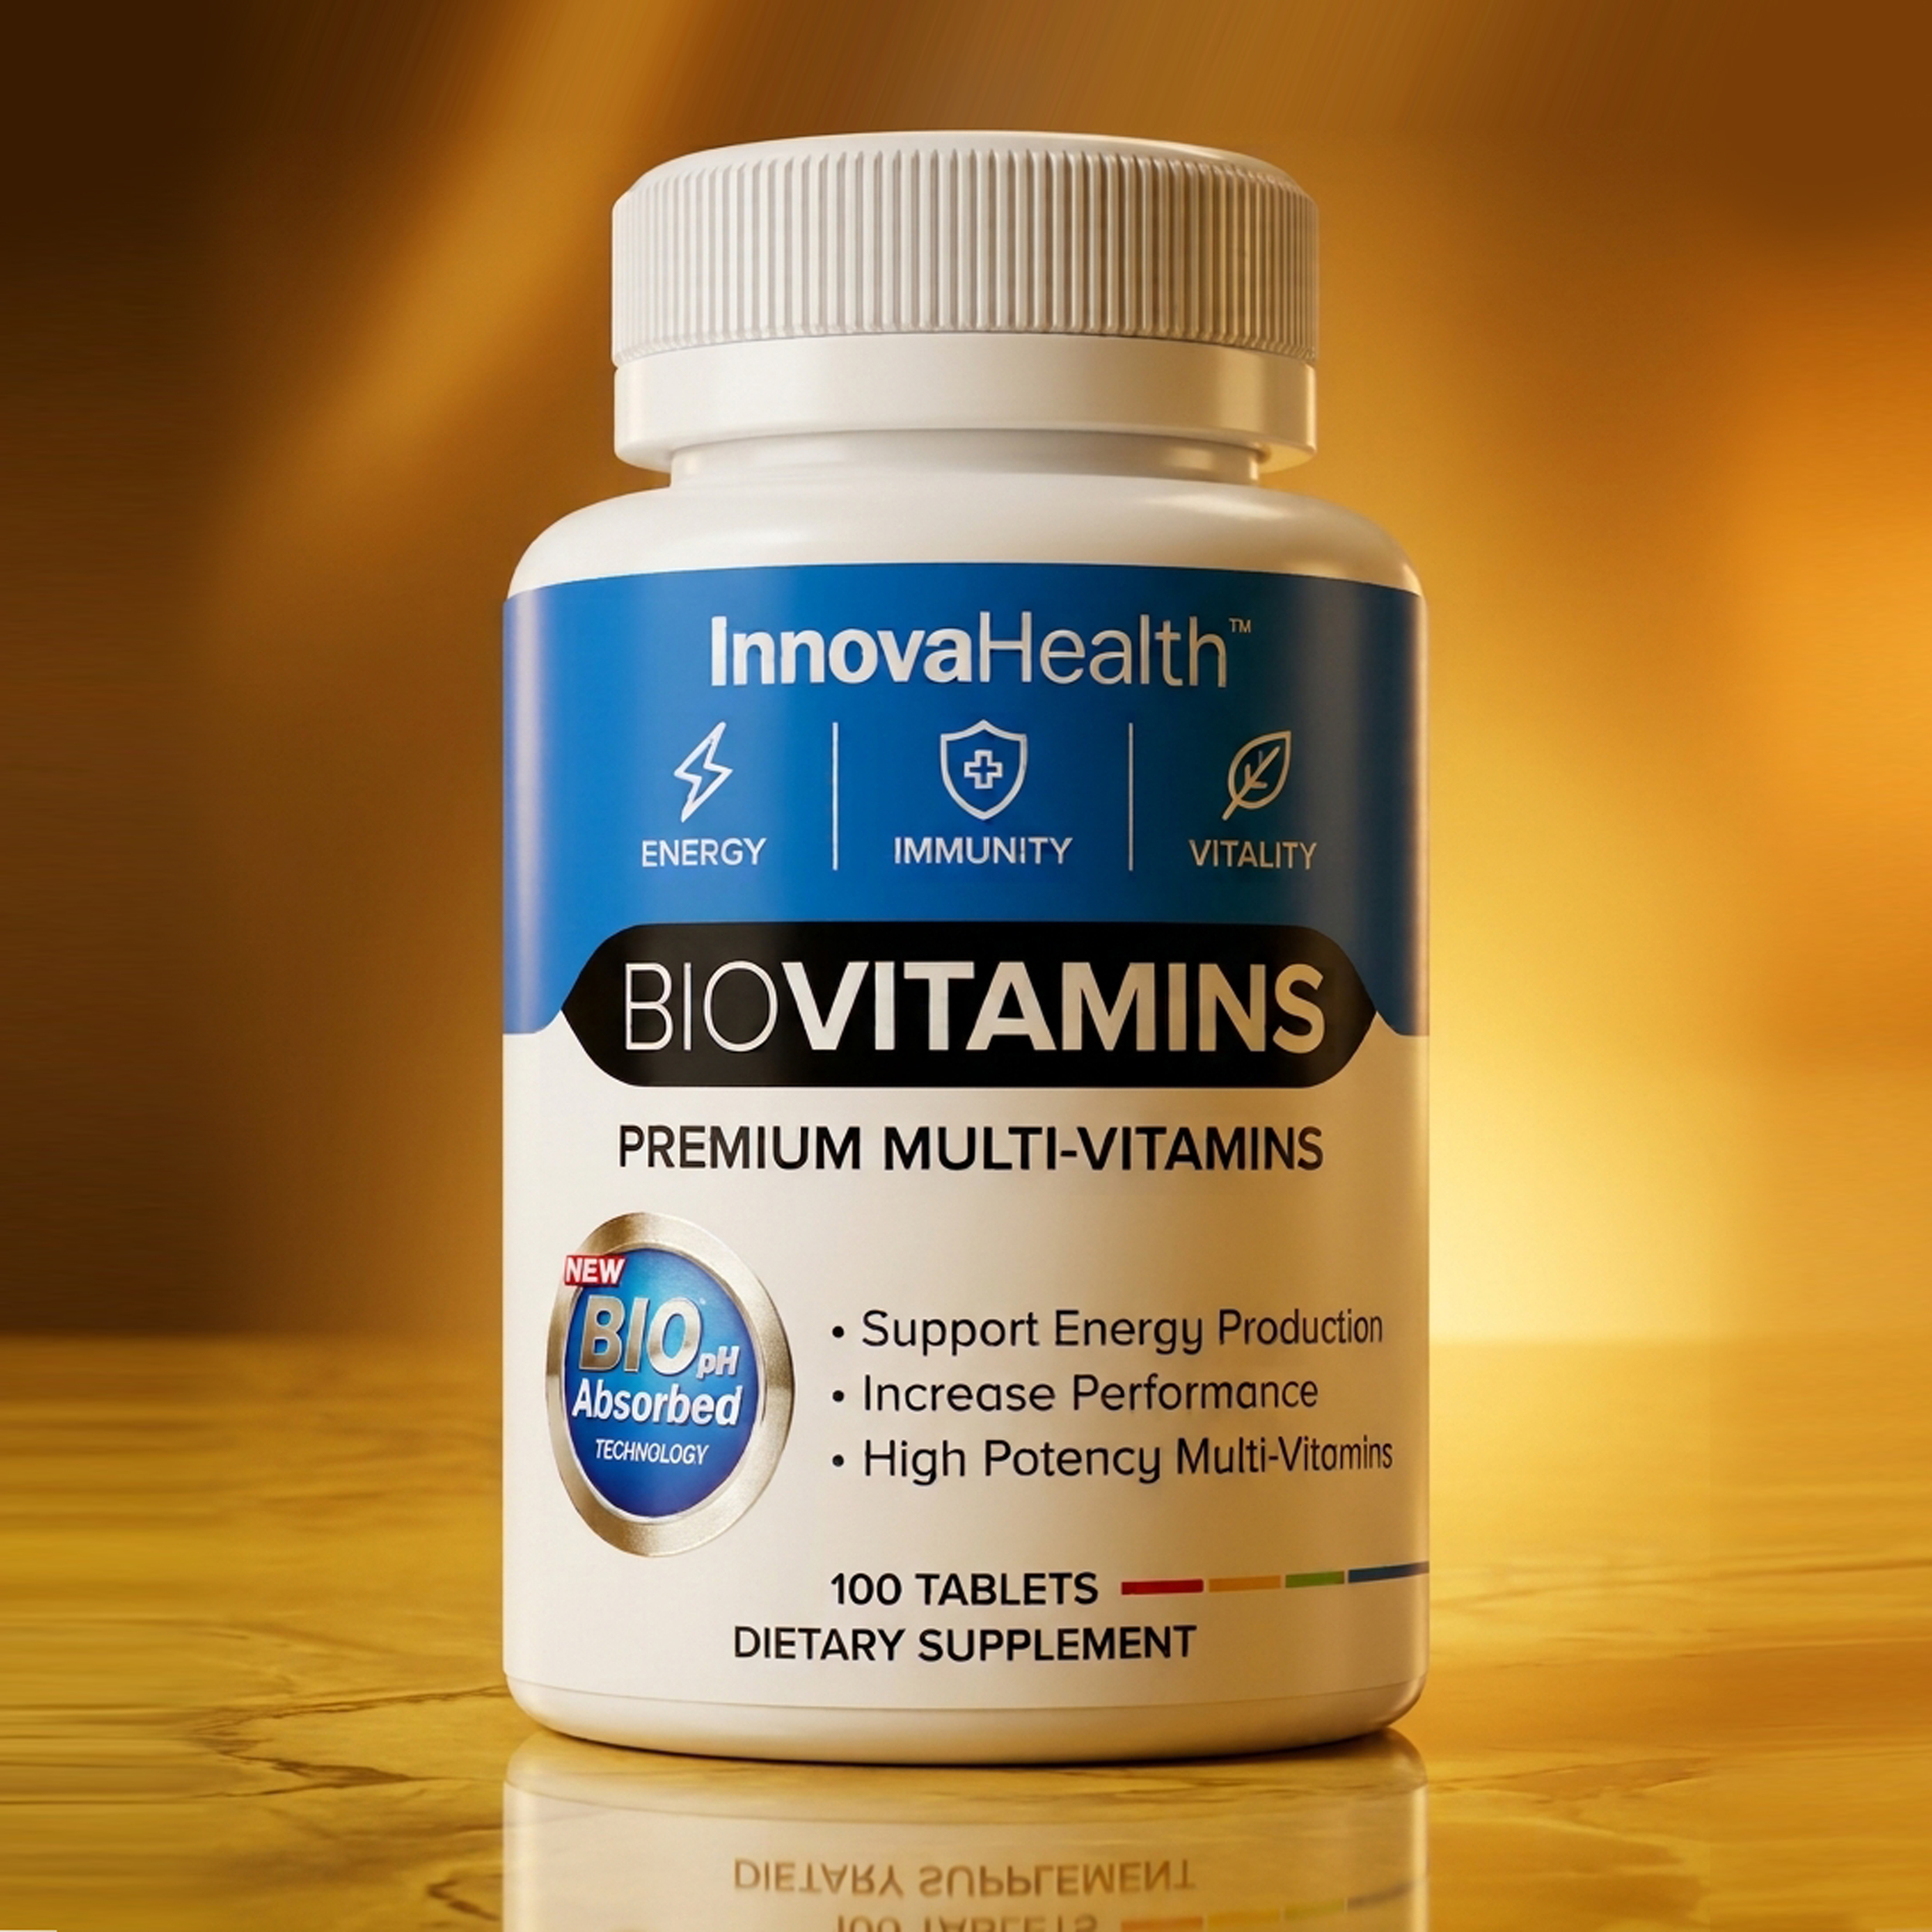 InnovaHealth™
ENERGY
IMMUNITY
VITALITY
BIOVITAMINS
PREMIUM MULTI-VITAMINS
NEW
BIO pH
Absorbed
TECHNOLOGY
• Support Energy Production
• Increase Performance
• High Potency Multi-Vitamins
100 TABLETS
DIETARY SUPPLEMENT
DIETARY SUPPLEMENT
100 TABLETS